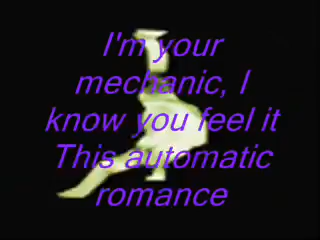 I'm your
mechanic, I
know you feel it
This automatic
romance